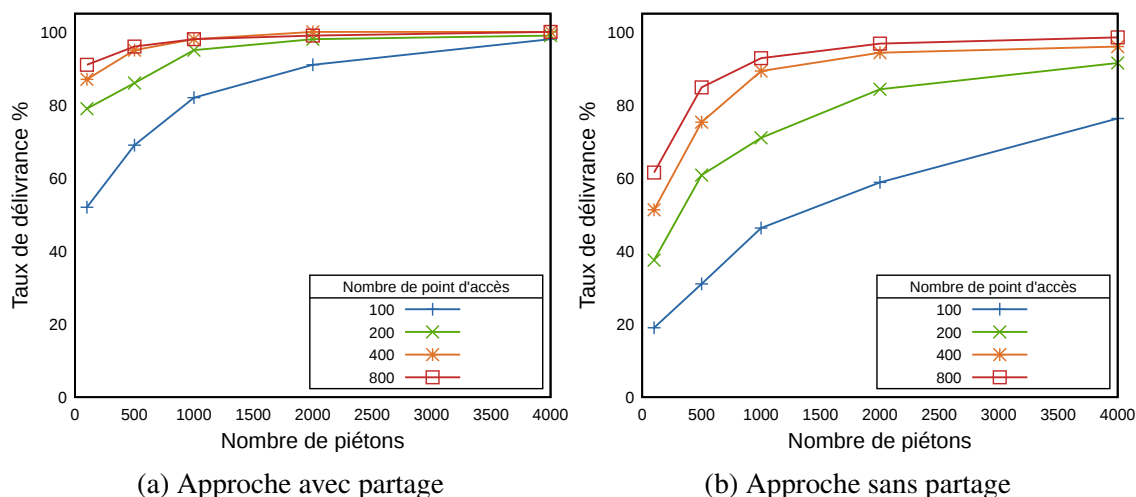 100
80
60
40
20
0
Taux de délivrance %
Nombre de point d'accès
100
200
400
800
0 500 1000 1500 2000 2500 3000 3500 4000
Nombre de piétons
(a) Approche avec partage
100
80
60
40
20
0
Taux de délivrance %
Nombre de point d'accès
100
200
400
800
0 500 1000 1500 2000 2500 3000 3500 4000
Nombre de piétons
(b) Approche sans partage